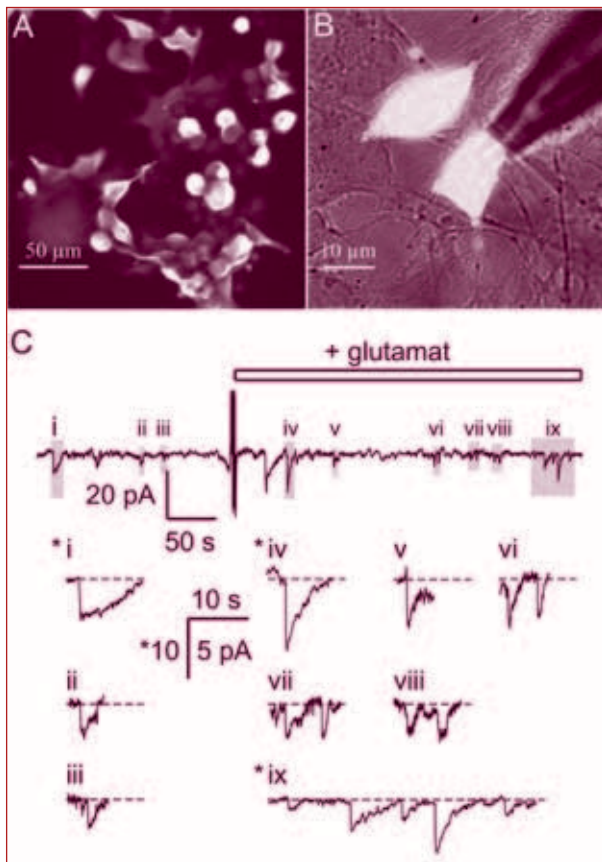 A
B
50 µm
10 µm
C
+ glutamat
i ii iii iv v vi vii viii ix
20 pA
50 s
*i *iv v vi
10 s
*10 5 pA
ii vii viii
iii *ix